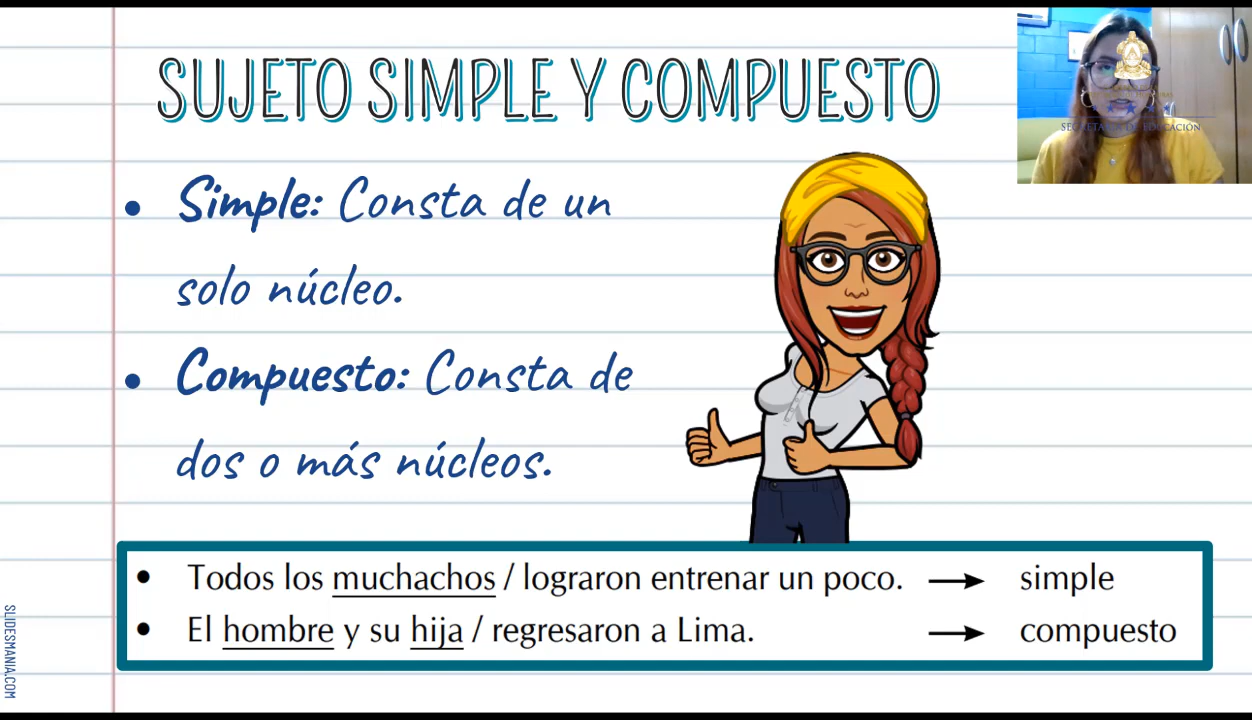 SUJETO SIMPLE Y COMPUESTO
• Simple: Consta de un
solo núcleo.
• Compuesto: Consta de
dos o más núcleos.
• Todos los muchachos / lograron entrenar un poco. → simple
• El hombre y su hija / regresaron a Lima. → compuesto
SLIDESMANIA.COM
DE EDUCACIÓN